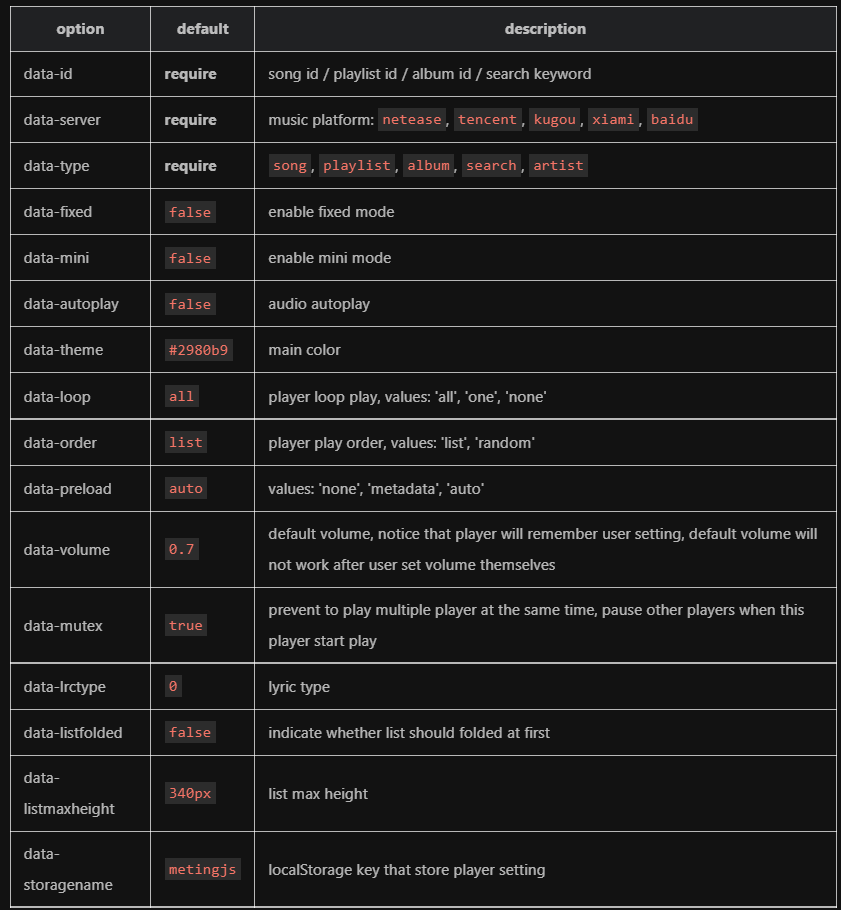 option default description
data-id require song id / playlist id / album id / search keyword
data-server require music platform: netease, tencent, kugou, xiami, baidu
data-type require song, playlist, album, search, artist
data-fixed false enable fixed mode
data-mini false enable mini mode
data-autoplay false audio autoplay
data-theme #2980b9 main color
data-loop all player loop play, values: 'all', 'one', 'none'
data-order list player play order, values: 'list', 'random'
data-preload auto values: 'none', 'metadata', 'auto'
data-volume 0.7 default volume, notice that player will remember user setting, default volume will
not work after user set volume themselves
data-mutex true prevent to play multiple player at the same time, pause other players when this
player start play
data-lrctype 0 lyric type
data-listfolded false indicate whether list should folded at first
data-
listmaxheight 340px list max height
data-
storagename metingjs localStorage key that store player setting